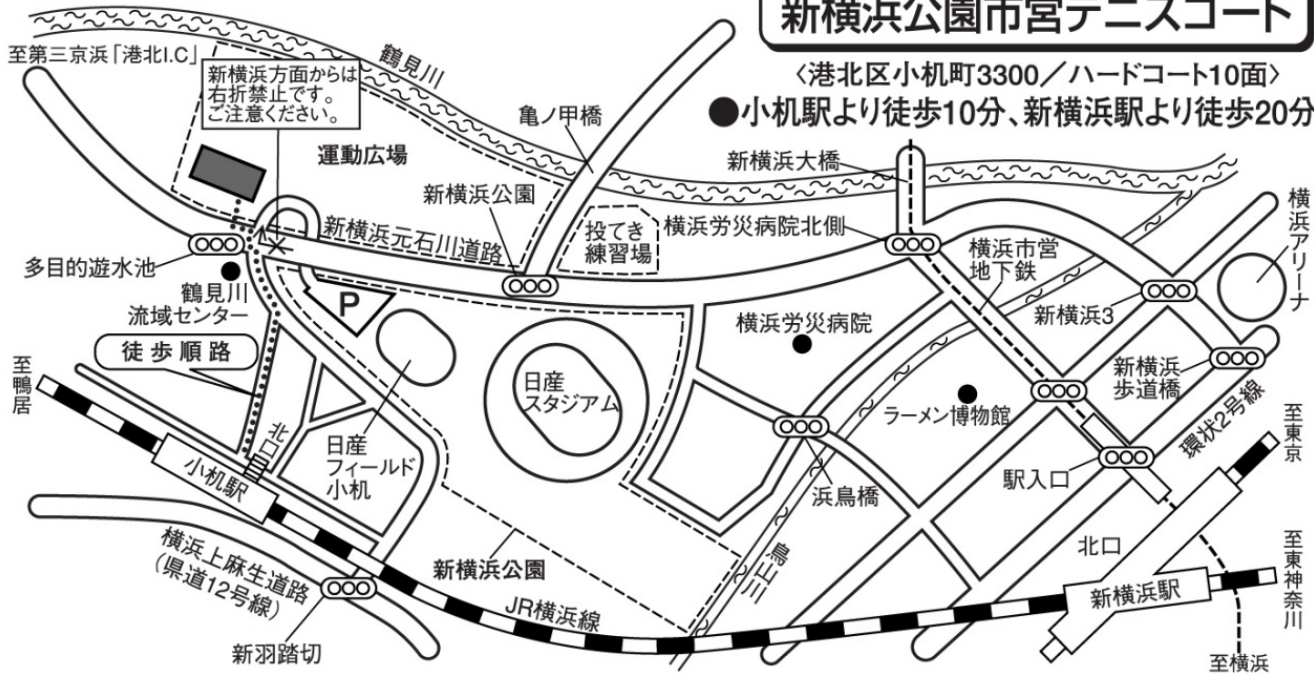 新横浜公園市営テニスコート
〈港北区小机町3300／ハードコート10面〉
●小机駅より徒歩10分、新横浜駅より徒歩20分
至第三京浜「港北I.C」
新横浜方面からは
右折禁止です。
ご注意ください。
鶴見川
運動広場
亀ノ甲橋
新横浜公園
新横浜元石川道路
投てき
練習場
新横浜大橋
横浜労災病院北側
横浜市営
地下鉄
横浜アリーナ
新横浜3
新横浜
歩道橋
環状2号線
多目的遊水池
鶴見川
流域センター
P
徒歩順路
至鴨居
小机駅
北口
日産
フィールド
小机
日産
スタジアム
横浜労災病院
ラーメン博物館
浜鳥橋
駅入口
至東京
北口
新横浜駅
至東神奈川
至横浜
鳥山川
新横浜公園
JR横浜線
横浜上麻生道路
(県道12号線)
新羽踏切